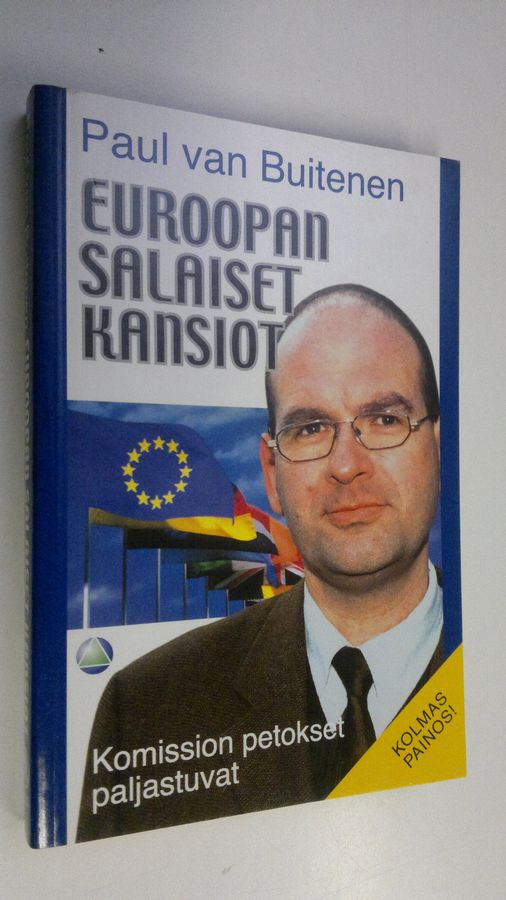 Paul van Buitenen
EUROOPAN
SALAISET
KANSIOT
Komission petokset
paljastuvat
KOLMAS
PAINOS!